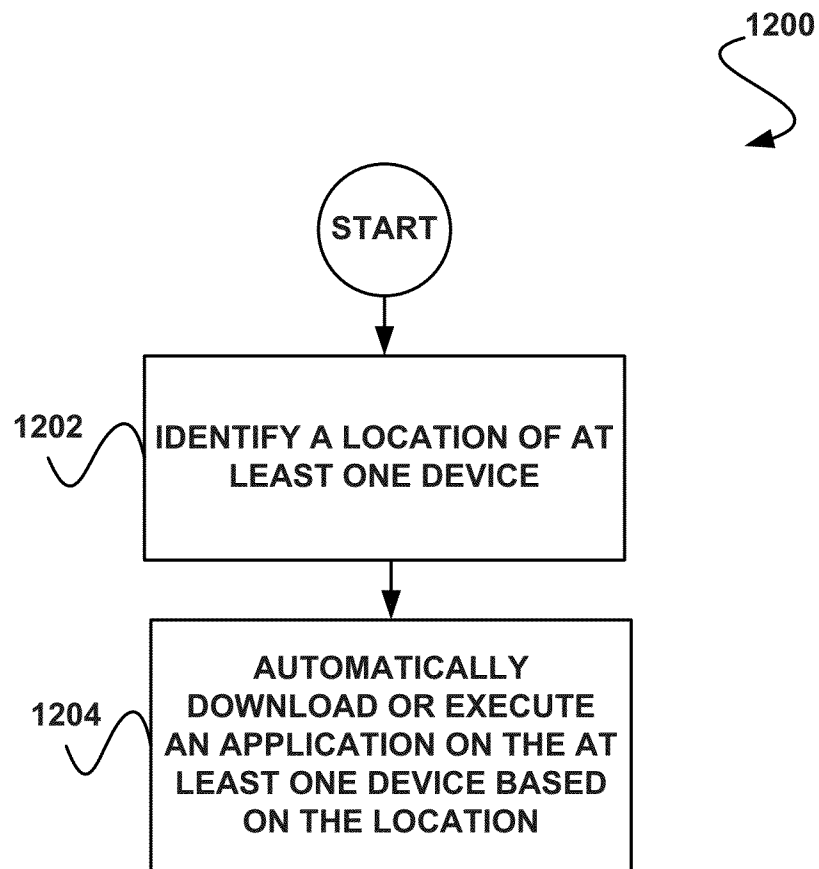 1200
START
1202
IDENTIFY A LOCATION OF AT
LEAST ONE DEVICE
1204
AUTOMATICALLY
DOWNLOAD OR EXECUTE
AN APPLICATION ON THE AT
LEAST ONE DEVICE BASED
ON THE LOCATION